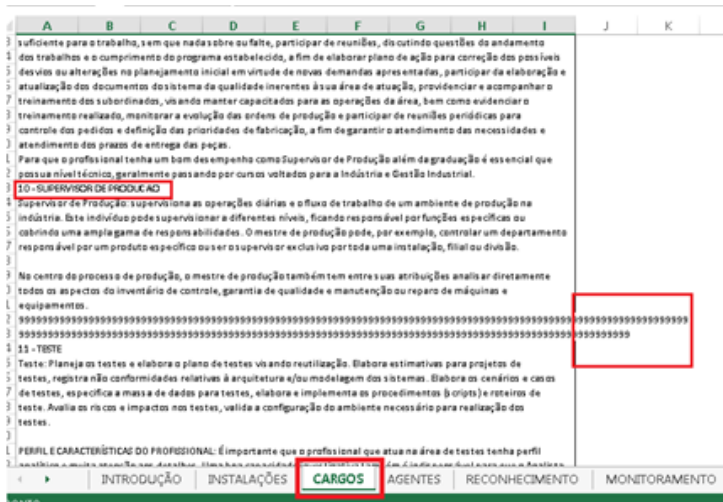 A B C D E F G H I J K
suficiente para o trabalho, sem que nada sobre ou falte, participar de reuniões, discutindo questões do andamento
dos trabalhos e o cumprimento do programa estabelecido, a fim de elaborar plano de ação para correção dos possíveis
desvios ou alterações no planejamento inicial em virtude de novas demandas apresentadas, participar da elaboração e
atualização dos documentos do sistema da qualidade inerentes à sua área de atuação, providenciar e acompanhar o
treinamento dos subordinados, visando manter capacitados para as operações da área, bem como evidenciar o
treinamento realizado, monitorar a evolução das ordens de produção e participar de reuniões periódicas para
controle dos pedidos e definição das prioridades de fabricação, a fim de garantir o atendimento das necessidades e
atendimento dos prazos de entrega das peças.
Para que o profissional tenha um bom desempenho como Supervisor de Produção além da graduação é essencial que
possua nível técnico, geralmente passando por cursos voltados para a Indústria e Gestão Industrial.
10 - SUPERVISOR DE PRODUCAO
Supervisor de Produção: supervisiona as operações diárias e o fluxo de trabalho de um ambiente de produção na
indústria. Este indivíduo pode supervisionar a diferentes níveis, ficando responsável por funções específicas ou
cobrindo uma ampla gama de responsabilidades. O mestre de produção pode, por exemplo, controlar um departamento
responsável por um produto específico ou ser o supervisor exclusivo por toda uma instalação, filial ou divisão.
No centro do processo de produção, o mestre de produção também tem entre suas atribuições analisar diretamente
todos os aspectos do inventário de controle, garantia de qualidade e manutenção ou reparo de máquinas e
equipamentos.
11 - TESTE
Teste: Planeja os testes e elabora o plano de testes visando reutilização. Elabora estimativas para projetos de
testes, registra não conformidades relativas à arquitetura e/ou modelagem dos sistemas. Elabora os cenários e casos
de testes, especifica a massa de dados para testes, elabora e implementa os procedimentos (scripts) e roteiros de
teste. Avalia os riscos e impactos nos testes, valida a configuração do ambiente necessário para realização dos
testes.
PERFIL E CARACTERÍSTICAS DO PROFISSIONAL: É importante que o profissional que atua na área de testes tenha perfil
INTRODUÇÃO INSTALAÇÕES CARGOS AGENTES RECONHECIMENTO MONITORAMENTO